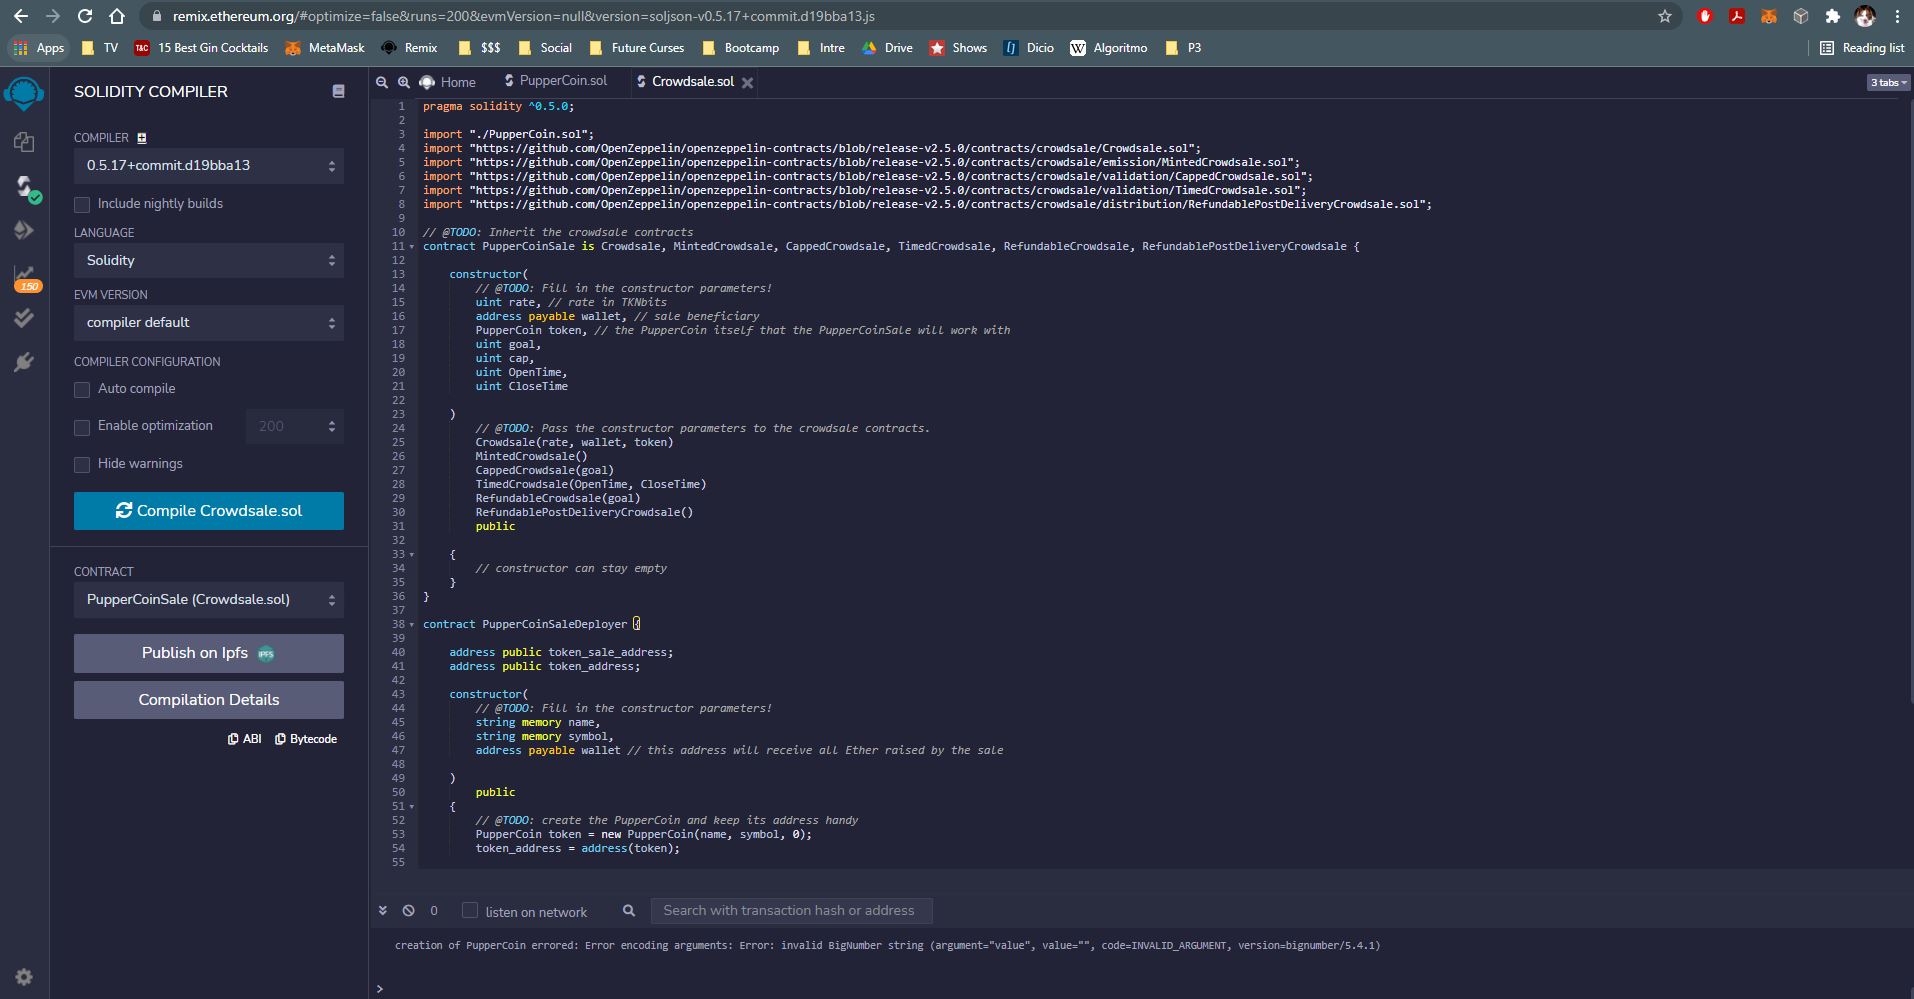 remix.ethereum.org/#optimize=false&runs=200&evmVersion=null&version=soljson-v0.5.17+commit.d19bba13.js
Apps TV T&C 15 Best Gin Cocktails MetaMask Remix $$$ Social Future Curses Bootcamp Intre Drive Shows Dicio W Algoritmo P3 Reading list
SOLIDITY COMPILER
COMPILER
0.5.17+commit.d19bba13
Include nightly builds
LANGUAGE
Solidity
EVM VERSION
compiler default
COMPILER CONFIGURATION
Auto compile
Enable optimization 200
Hide warnings
Compile Crowdsale.sol
CONTRACT
PupperCoinSale (Crowdsale.sol)
Publish on Ipfs IPFS
Compilation Details
ABI Bytecode
150
Home PupperCoin.sol Crowdsale.sol 3 tabs
1 pragma solidity ^0.5.0;
2
3 import "./PupperCoin.sol";
4 import "https://github.com/OpenZeppelin/openzeppelin-contracts/blob/release-v2.5.0/contracts/crowdsale/Crowdsale.sol";
5 import "https://github.com/OpenZeppelin/openzeppelin-contracts/blob/release-v2.5.0/contracts/crowdsale/emission/MintedCrowdsale.sol";
6 import "https://github.com/OpenZeppelin/openzeppelin-contracts/blob/release-v2.5.0/contracts/crowdsale/validation/CappedCrowdsale.sol";
7 import "https://github.com/OpenZeppelin/openzeppelin-contracts/blob/release-v2.5.0/contracts/crowdsale/validation/TimedCrowdsale.sol";
8 import "https://github.com/OpenZeppelin/openzeppelin-contracts/blob/release-v2.5.0/contracts/crowdsale/distribution/RefundablePostDeliveryCrowdsale.sol";
9
10 // @TODO: Inherit the crowdsale contracts
11 contract PupperCoinSale is Crowdsale, MintedCrowdsale, CappedCrowdsale, TimedCrowdsale, RefundableCrowdsale, RefundablePostDeliveryCrowdsale {
12
13 constructor(
14 // @TODO: Fill in the constructor parameters!
15 uint rate, // rate in TKNbits
16 address payable wallet, // sale beneficiary
17 PupperCoin token, // the PupperCoin itself that the PupperCoinSale will work with
18 uint goal,
19 uint cap,
20 uint OpenTime,
21 uint CloseTime
22
23 )
24 // @TODO: Pass the constructor parameters to the crowdsale contracts.
25 Crowdsale(rate, wallet, token)
26 MintedCrowdsale()
27 CappedCrowdsale(goal)
28 TimedCrowdsale(OpenTime, CloseTime)
29 RefundableCrowdsale(goal)
30 RefundablePostDeliveryCrowdsale()
31 public
32
33 {
34 // constructor can stay empty
35 }
36 }
37
38 contract PupperCoinSaleDeployer {
39
40 address public token_sale_address;
41 address public token_address;
42
43 constructor(
44 // @TODO: Fill in the constructor parameters!
45 string memory name,
46 string memory symbol,
47 address payable wallet // this address will receive all Ether raised by the sale
48
49 )
50 public
51 {
52 // @TODO: create the PupperCoin and keep its address handy
53 PupperCoin token = new PupperCoin(name, symbol, 0);
54 token_address = address(token);
55
0 listen on network Search with transaction hash or address
creation of PupperCoin errored: Error encoding arguments: Error: invalid BigNumber string (argument="value", value="", code=INVALID_ARGUMENT, version=bignumber/5.4.1)
>